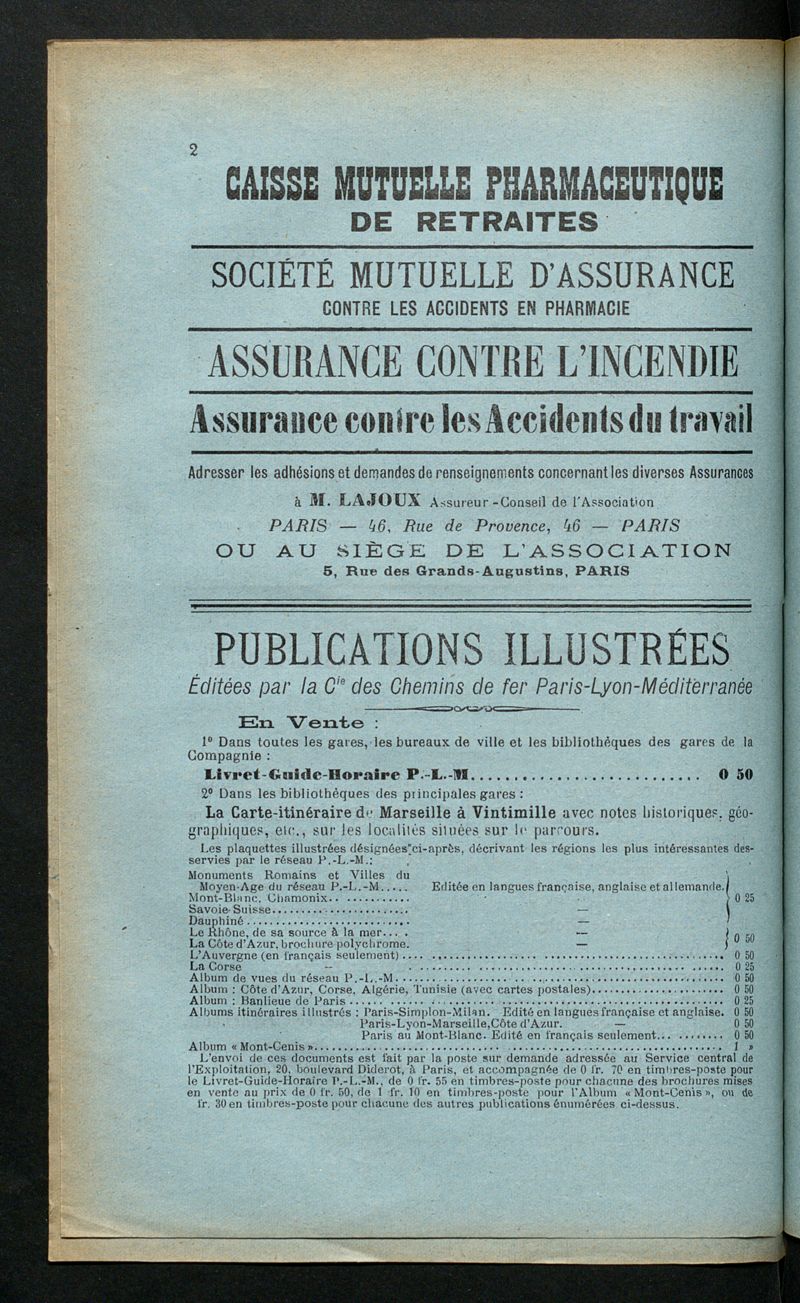 2
CAISSE MUTUELLE PHARMACEUTIQUE
DE RETRAITES
SOCIÉTÉ MUTUELLE D'ASSURANCE
CONTRE LES ACCIDENTS EN PHARMACIE
ASSURANCE CONTRE L'INCENDIE
Assurance contre les Accidents du travail
Adresser les adhésions et demandes de renseignements concernant les diverses Assurances
à M. LAJOUX Assureur-Conseil de l'Association
PARIS — 46, Rue de Provence, 46 — PARIS
OU AU SIÈGE DE L'ASSOCIATION
5, Rue des Grands-Augustins, PARIS
PUBLICATIONS ILLUSTRÉES
Éditées par la Cie des Chemins de fer Paris-Lyon-Méditerranée
En Vente :
1° Dans toutes les gares, les bureaux de ville et les bibliothèques des gares de la
Compagnie :
Livret-Guide-Horaire P.-L.-M.............................. 0 50
2° Dans les bibliothèques des principales gares :
La Carte-itinéraire de Marseille à Vintimille avec notes historiques, géo-
graphiques, etc., sur les localités situées sur le parcours.
Les plaquettes illustrées désignées ci-après, décrivant les régions les plus intéressantes des-
servies par le réseau P.-L.-M.:
Monuments Romains et Villes du
Moyen-Age du réseau P.-L.-M..... Editée en langues française, anglaise et allemande.
Mont-Blanc, Chamonix............. 0 25
Savoie-Suisse..................... —
Dauphiné......................... —
Le Rhône, de sa source à la mer..... —
La Côte d'Azur, brochure polychrome. — 0 50
L'Auvergne (en français seulement).............................. 0 50
La Corse — .............................. 0 25
Album de vues du réseau P.-L.-M.............................. 0 50
Album : Côte d'Azur, Corse, Algérie, Tunisie (avec cartes postales).................... 0 50
Album : Banlieue de Paris.............................. 0 25
Albums itinéraires illustrés : Paris-Simplon-Milan. Edité en langues française et anglaise. 0 50
Paris-Lyon-Marseille, Côte d'Azur. — 0 50
Paris au Mont-Blanc. Edité en français seulement............ 0 50
Album « Mont-Cenis ».............................. 1 »
L'envoi de ces documents est fait par la poste sur demande adressée au Service central de
l'Exploitation, 20, boulevard Diderot, à Paris, et accompagnée de 0 fr. 70 en timbres-poste pour
le Livret-Guide-Horaire P.-L.-M., de 0 fr. 55 en timbres-poste pour chacune des brochures mises
en vente au prix de 0 fr. 50, de 1 fr. 10 en timbres-poste pour l'Album « Mont-Cenis », ou de
fr. 30 en timbres-poste pour chacune des autres publications énumérées ci-dessus.